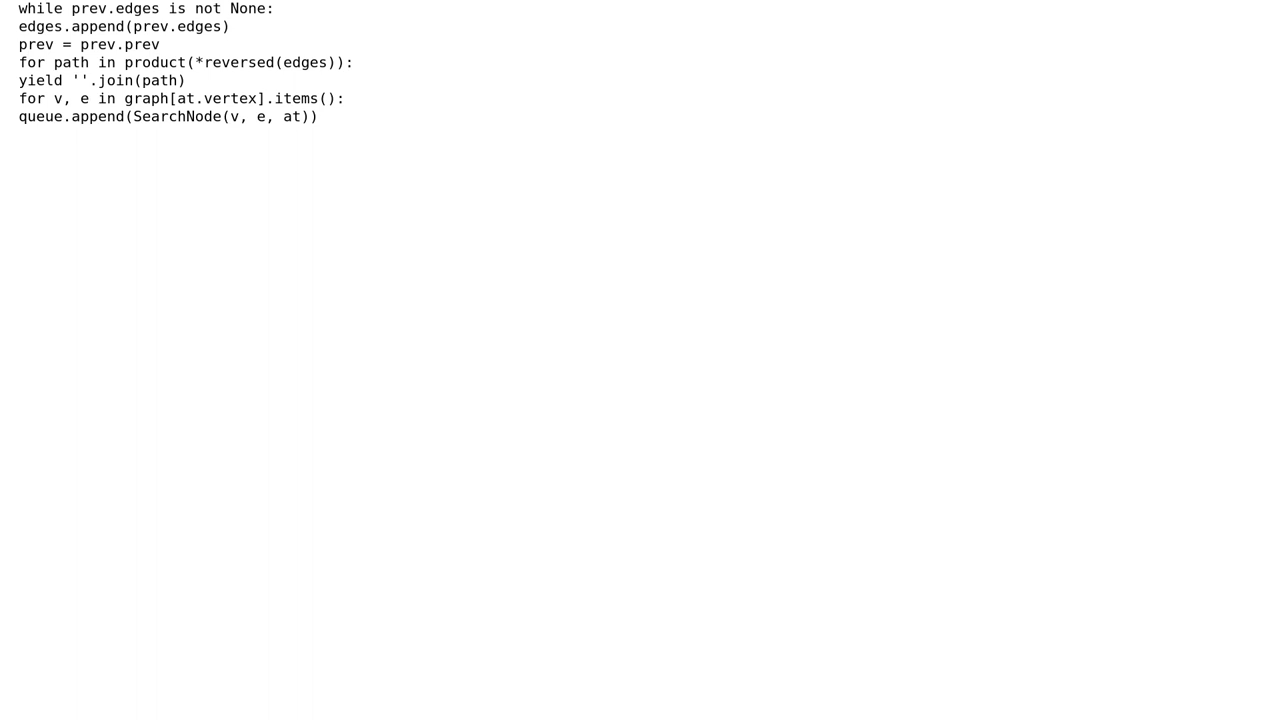 while prev.edges is not None:
edges.append(prev.edges)
prev = prev.prev
for path in product(*reversed(edges)):
yield ''.join(path)
for v, e in graph[at.vertex].items():
queue.append(SearchNode(v, e, at))